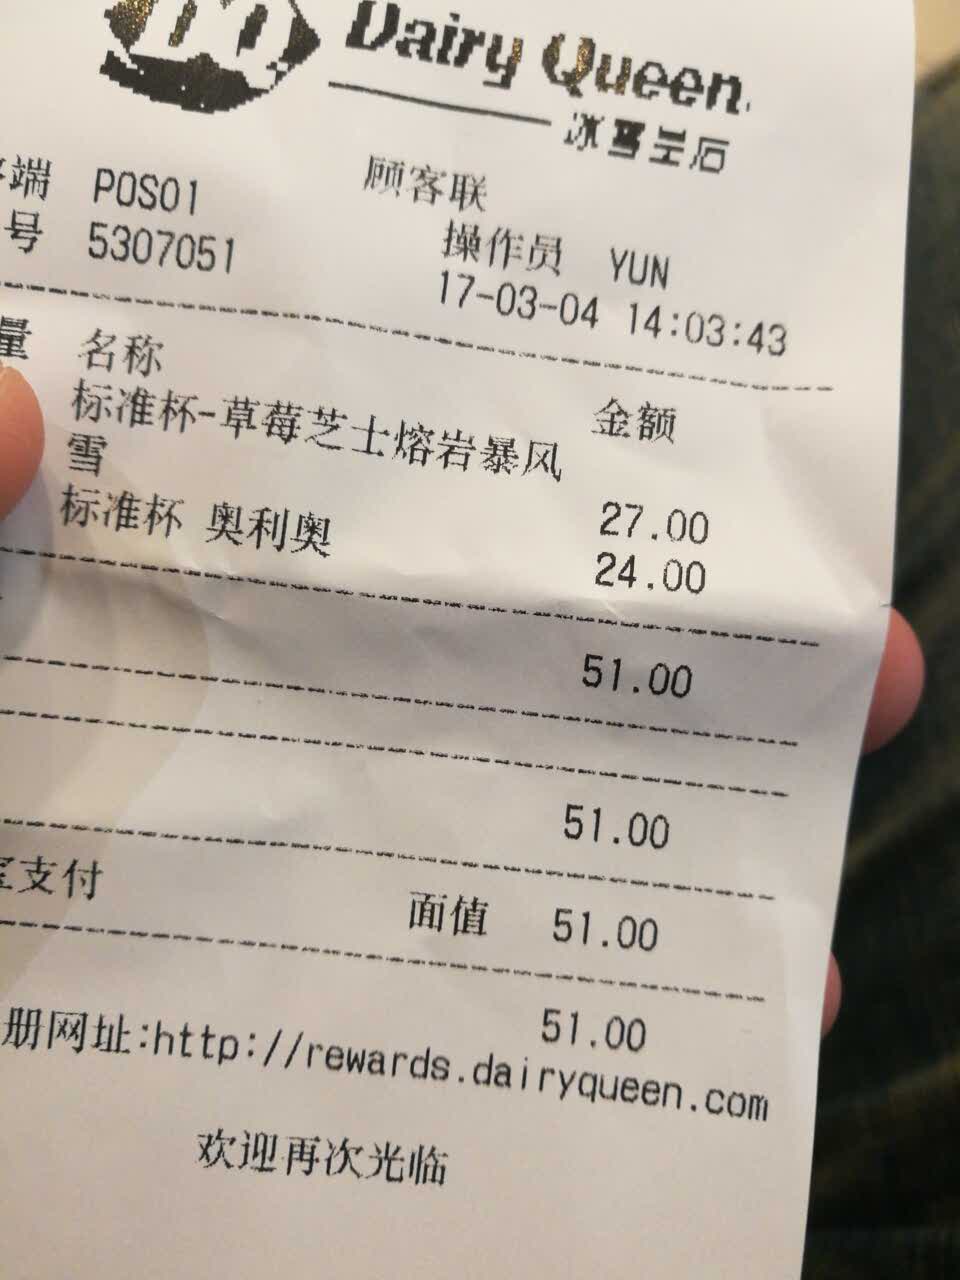 Dairy Queen.
冰雪皇后
顾客联
端 POS01
操作员 YUN
号 5307051
17-03-04 14:03:43
量 名称
金额
标准杯-草莓芝士熔岩暴风
雪
27.00
标准杯 奥利奥
24.00
51.00
51.00
宝支付 面值 51.00
51.00
册网址:http://rewards.dairyqueen.com
欢迎再次光临